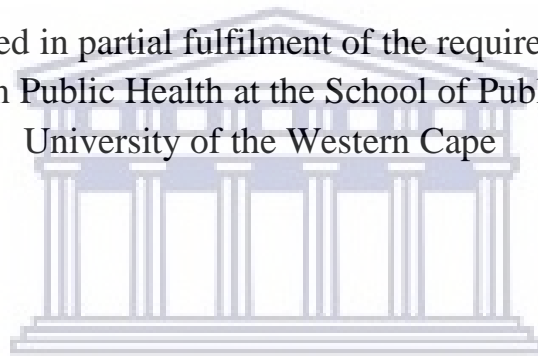 ed in partial fulfilment of the require
n Public Health at the School of Publ
University of the Western Cape